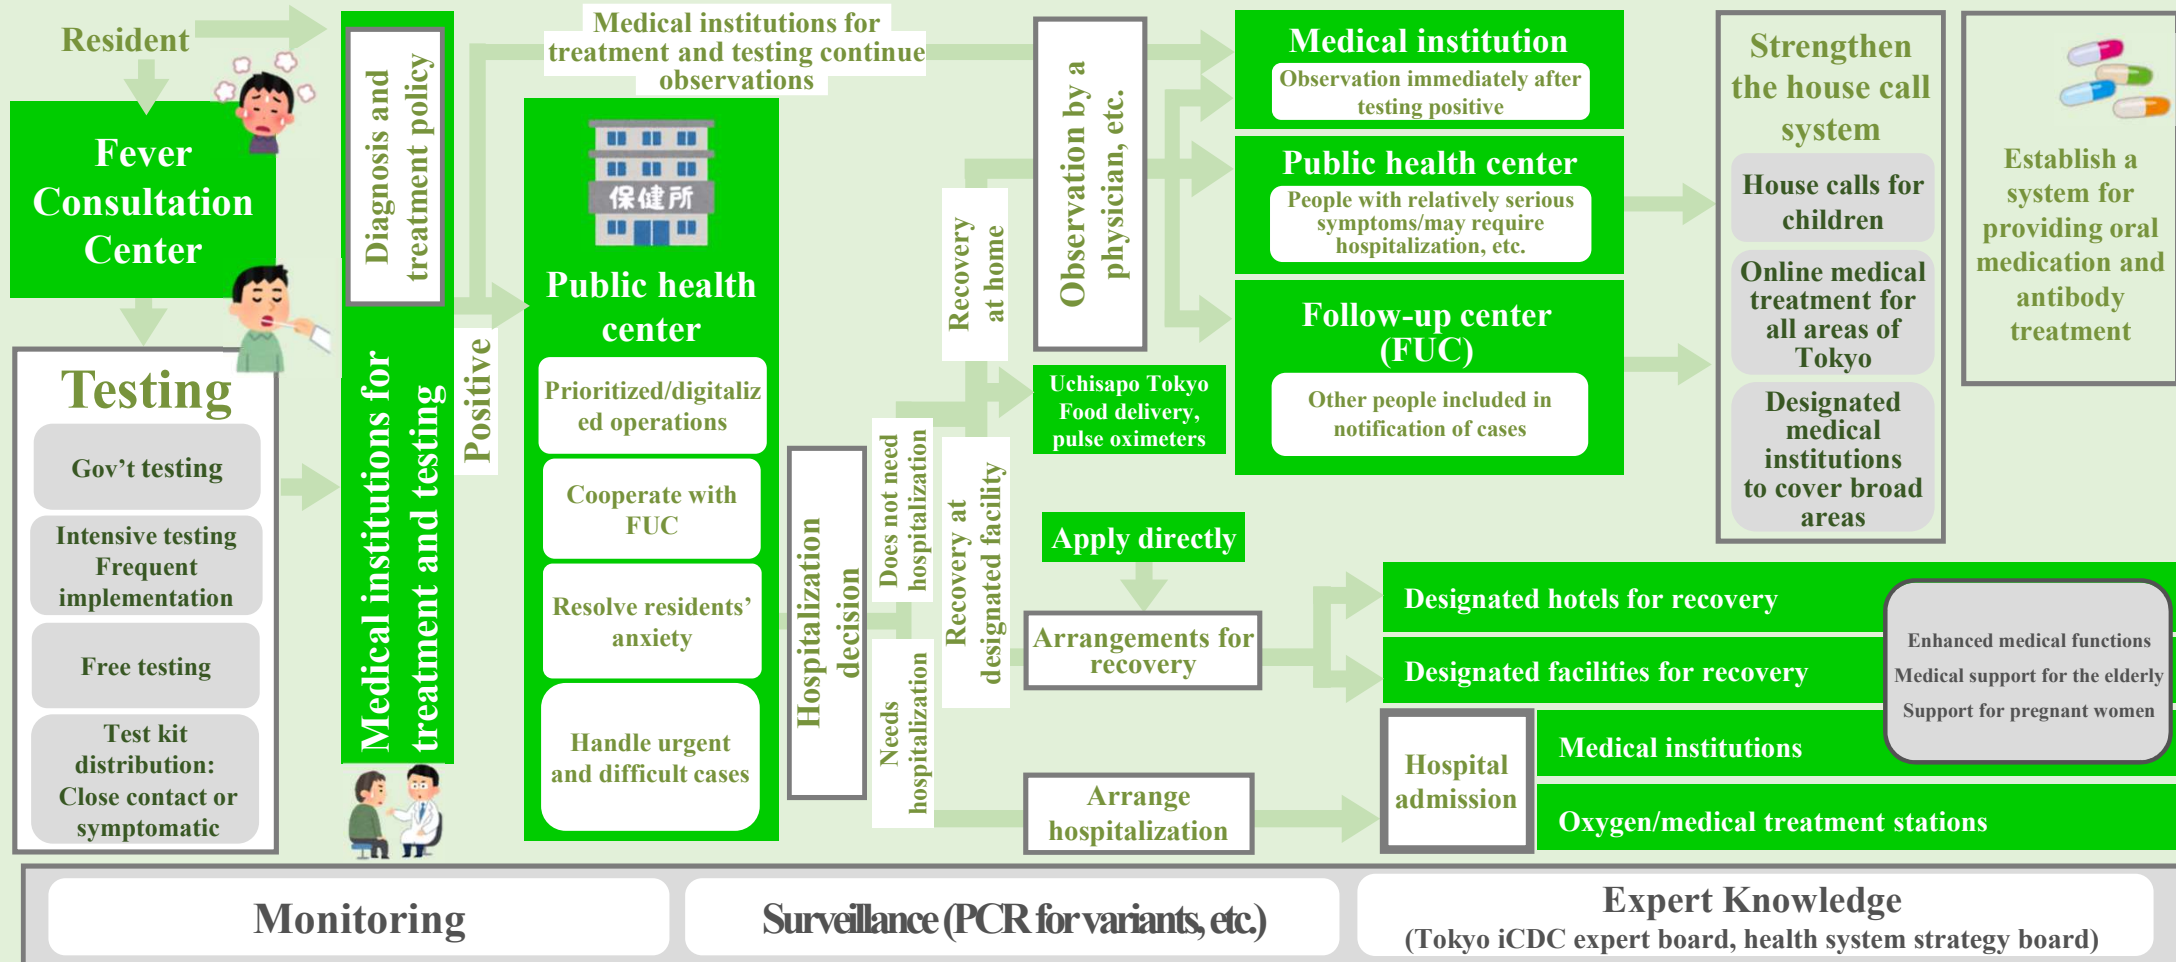 Resident
Fever
Consultation
Center
Testing
Gov't testing
Intensive testing
Frequent
implementation
Free testing
Test kit
distribution:
Close contact or
symptomatic
Diagnosis and
treatment policy
Medical institutions for
treatment and testing
Positive
Medical institutions for
treatment and testing continue
observations
保健所
Public health
center
Prioritized/digitaliz
ed operations
Cooperate with
FUC
Resolve residents'
anxiety
Handle urgent
and difficult cases
Hospitalization
decision
Does not need
hospitalization
Needs
hospitalization
Recovery
at home
Recovery at
designated facility
Observation by a
physician, etc.
Uchisapo Tokyo
Food delivery,
pulse oximeters
Apply directly
Arrangements for
recovery
Arrange
hospitalization
Medical institution
Observation immediately after
testing positive
Public health center
People with relatively serious
symptoms/may require
hospitalization, etc.
Follow-up center
(FUC)
Other people included in
notification of cases
Strengthen
the house call
system
House calls for
children
Online medical
treatment for
all areas of
Tokyo
Designated
medical
institutions
to cover broad
areas
Establish a
system for
providing oral
medication and
antibody
treatment
Designated hotels for recovery
Designated facilities for recovery
Hospital
admission
Medical institutions
Oxygen/medical treatment stations
Enhanced medical functions
Medical support for the elderly
Support for pregnant women
Monitoring
Surveillance (PCR for variants, etc.)
Expert Knowledge
(Tokyo iCDC expert board, health system strategy board)